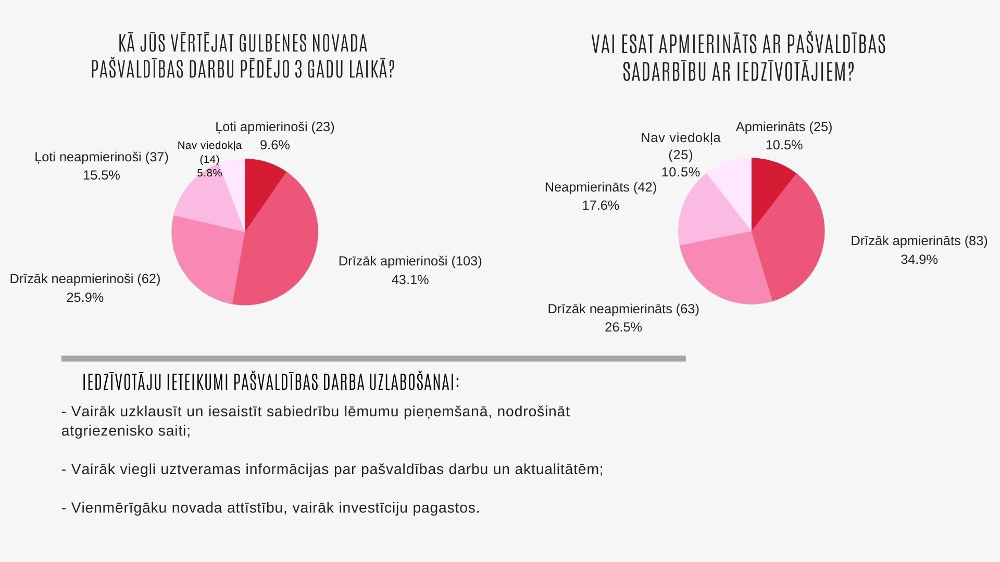 KĀ JŪS VĒRTĒJAT GULBENES NOVADA
PAŠVALDĪBAS DARBU PĒDĒJO 3 GADU LAIKĀ?
Ļoti apmierinoši (23)
9.6%
Nav viedokļa
(14)
5.8%
Ļoti neapmierinoši (37)
15.5%
Drīzāk apmierinoši (103)
43.1%
Drīzāk neapmierinoši (62)
25.9%
VAI ESAT APMIERINĀTS AR PAŠVALDĪBAS
SADARBĪBU AR IEDZĪVOTĀJIEM?
Apmierināts (25)
10.5%
Nav viedokļa
(25)
10.5%
Neapmierināts (42)
17.6%
Drīzāk apmierināts (83)
34.9%
Drīzāk neapmierināts (63)
26.5%
IEDZĪVOTĀJU IETEIKUMI PAŠVALDĪBAS DARBA UZLABOŠANAI:
- Vairāk uzklausīt un iesaistīt sabiedrību lēmumu pieņemšanā, nodrošināt
atgriezenisko saiti;
- Vairāk viegli uztveramas informācijas par pašvaldības darbu un aktualitātēm;
- Vienmērīgāku novada attīstību, vairāk investīciju pagastos.